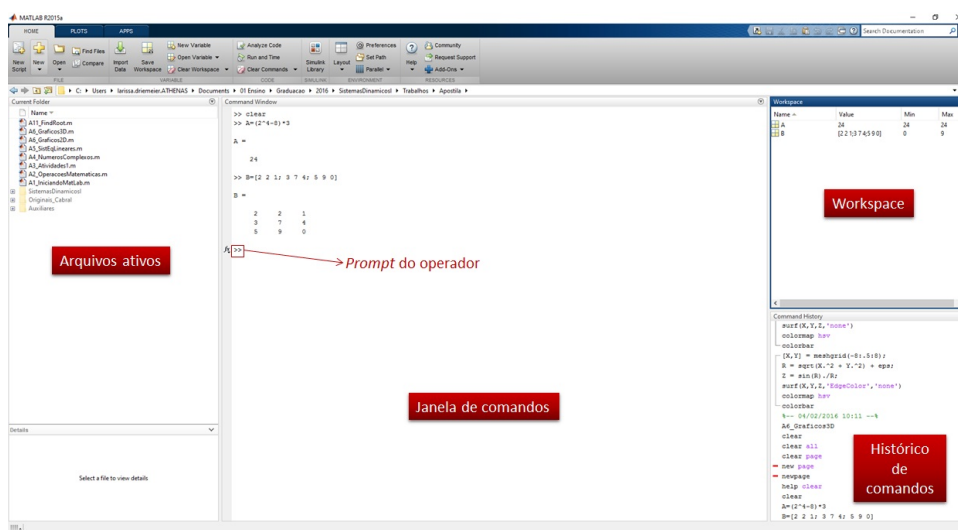 MATLAB R2015a
HOME PLOTS APPS
Search Documentation
New Script
New
Open
Find Files
Compare
Import Data
Save Workspace
New Variable
Open Variable
Clear Workspace
Analyze Code
Run and Time
Clear Commands
Simulink Library
Layout
Preferences
Set Path
Parallel
Help
Community
Request Support
Add-Ons
FILE VARIABLE CODE SIMULINK ENVIRONMENT RESOURCES
C: Users larissa.driemeier.ATHENAS Documents 01 Ensino Graduacao 2016 SistemasDinamicosI Trabalhos Apostila
Current Folder
Name
A11_FindRoot.m
A6_Graficos3D.m
A6_Graficos2D.m
A5_SistEqLineares.m
A4_NumerosComplexos.m
A3_Atividades1.m
A2_OperacoesMatematicas.m
A1_IniciandoMatLab.m
SistemasDinamicosI
Originais_Cabral
Auxiliares
Arquivos ativos
Details
Select a file to view details
Command Window
>> clear
>> A=(2^4-8)*3
A =
24
>> B=[2 2 1; 3 7 4; 5 9 0]
B =
2 2 1
3 7 4
5 9 0
fx >>
Prompt do operador
Janela de comandos
Workspace
Name Value Min Max
A 24 24 24
B [2 2 1;3 7 4;5 9 0] 0 9
Workspace
Command History
surf(X,Y,Z,'none')
colormap hsv
colorbar
[X,Y] = meshgrid(-8:.5:8);
R = sqrt(X.^2 + Y.^2) + eps;
Z = sin(R)./R;
surf(X,Y,Z,'EdgeColor','none')
colormap hsv
colorbar
%-- 04/02/2016 10:11 --%
A6_Graficos3D
clear
clear all
clear page
new page
newpage
help clear
clear
A=(2^4-8)*3
B=[2 2 1; 3 7 4; 5 9 0]
Histórico
de
comandos